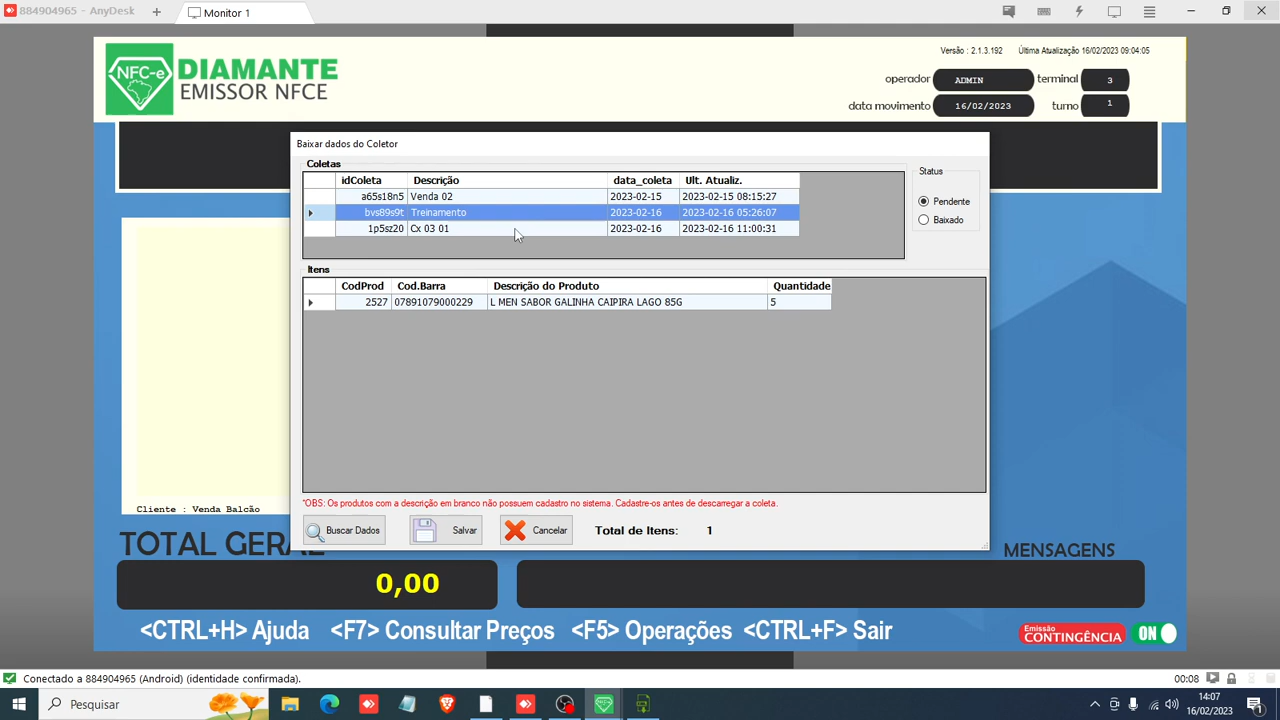 884904965 - AnyDesk
Monitor 1
NFC-e
DIAMANTE
EMISSOR NFCE
Versão : 2.1.3.192
Última Atualização 16/02/2023 09:04:05
operador ADMIN terminal 3
data movimento 16/02/2023 turno 1
Baixar dados do Coletor
Coletas
idColeta Descrição data_coleta Ult. Atualiz.
a65s18n5 Venda 02 2023-02-15 2023-02-15 08:15:27
bvs89s9t Treinamento 2023-02-16 2023-02-16 05:26:07
1p5sz20 Cx 03 01 2023-02-16 2023-02-16 11:00:31
Status
Pendente
Baixado
Itens
CodProd Cod.Barra Descrição do Produto Quantidade
2527 07891079000229 L MEN SABOR GALINHA CAIPIRA LAGO 85G 5
*OBS: Os produtos com a descrição em branco não possuem cadastro no sistema. Cadastre-os antes de descarregar a coleta.
Buscar Dados Salvar Cancelar Total de Itens: 1
Cliente : Venda Balcão
TOTAL GERAL
MENSAGENS
0,00
<CTRL+H> Ajuda <F7> Consultar Preços <F5> Operações <CTRL+F> Sair
Emissão
CONTINGÊNCIA
ON
Conectado a 884904965 (Android) (identidade confirmada).
00:08
Pesquisar
14:07
16/02/2023
1